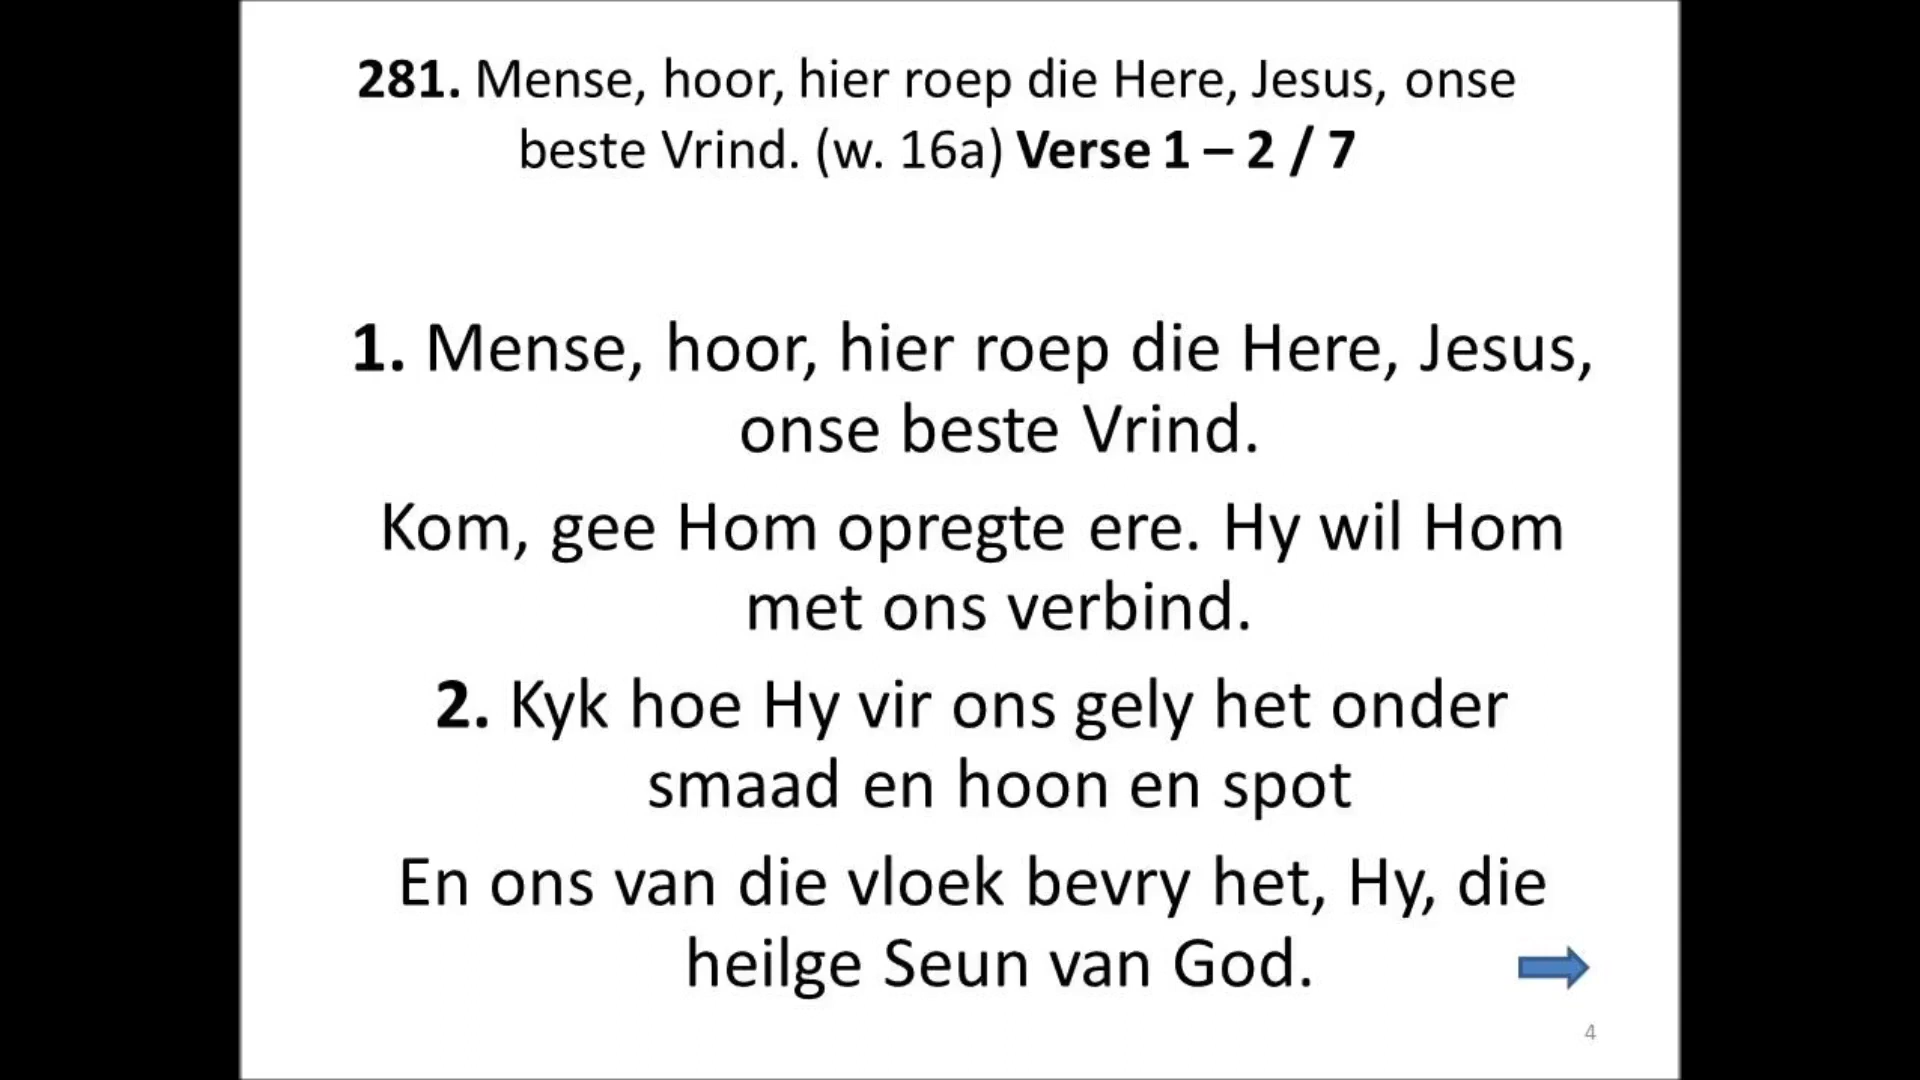 281. Mense, hoor, hier roep die Here, Jesus, onse
beste Vrind. (w. 16a) Verse 1 – 2 / 7
1. Mense, hoor, hier roep die Here, Jesus,
onse beste Vrind.
Kom, gee Hom opregte ere. Hy wil Hom
met ons verbind.
2. Kyk hoe Hy vir ons gely het onder
smaad en hoon en spot
En ons van die vloek bevry het, Hy, die
heilge Seun van God.
4